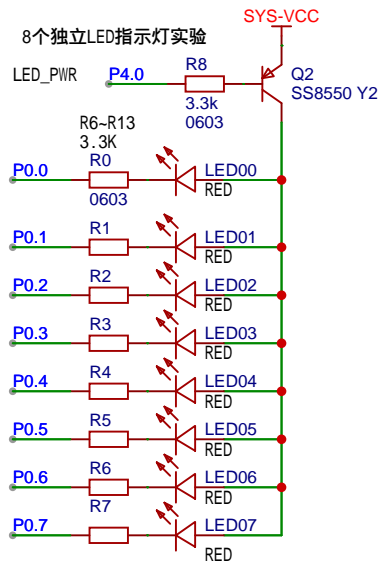 SYS-VCC
8个独立LED指示灯实验
LED_PWR
P4.0
R8
3.3k
0603
Q2
SS8550 Y2
R6~R13
3.3K
P0.0
R0
0603
LED00
RED
P0.1
R1
LED01
RED
P0.2
R2
LED02
RED
P0.3
R3
LED03
RED
P0.4
R4
LED04
RED
P0.5
R5
LED05
RED
P0.6
R6
LED06
RED
P0.7
R7
LED07
RED